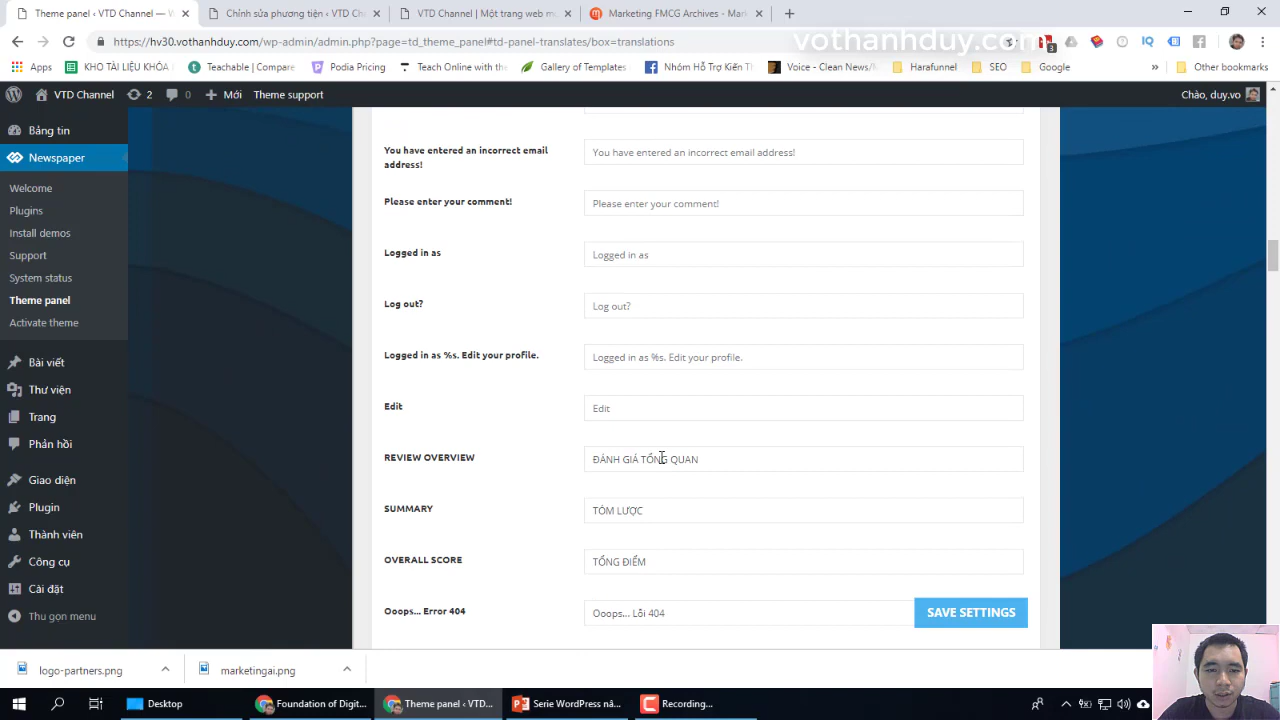 Theme panel ‹ VTD Channel —
Chỉnh sửa phương tiện ‹ VTD Ch
VTD Channel | Một trang web m
Marketing FMCG Archives - Mar
https://hv30.vothanhduy.com/wp-admin/admin.php?page=td_theme_panel#td-panel-translates/box=translations
vothanhduy.com
3
Apps
KHO TÀI LIỆU KHÓA
Teachable | Compare
Podia Pricing
Teach Online with the
Gallery of Templates
Nhóm Hỗ Trợ Kiến Th
Voice - Clean News/M
Harafunnel
SEO
Google
»
Other bookmarks
VTD Channel
2
0
Mới
Theme support
Chào, duy.vo
Bảng tin
Newspaper
Welcome
Plugins
Install demos
Support
System status
Theme panel
Activate theme
Bài viết
Thư viện
Trang
Phản hồi
Giao diện
Plugin
Thành viên
Công cụ
Cài đặt
Thu gọn menu
You have entered an incorrect email
address!
You have entered an incorrect email address!
Please enter your comment!
Please enter your comment!
Logged in as
Logged in as
Log out?
Log out?
Logged in as %s. Edit your profile.
Logged in as %s. Edit your profile.
Edit
Edit
REVIEW OVERVIEW
ĐÁNH GIÁ TỔNG QUAN
SUMMARY
TÓM LƯỢC
OVERALL SCORE
TỔNG ĐIỂM
Ooops... Error 404
Ooops... Lỗi 404
SAVE SETTINGS
logo-partners.png
marketingai.png
Desktop
Foundation of Digit...
Theme panel ‹ VTD...
Serie WordPress nâ...
Recording...